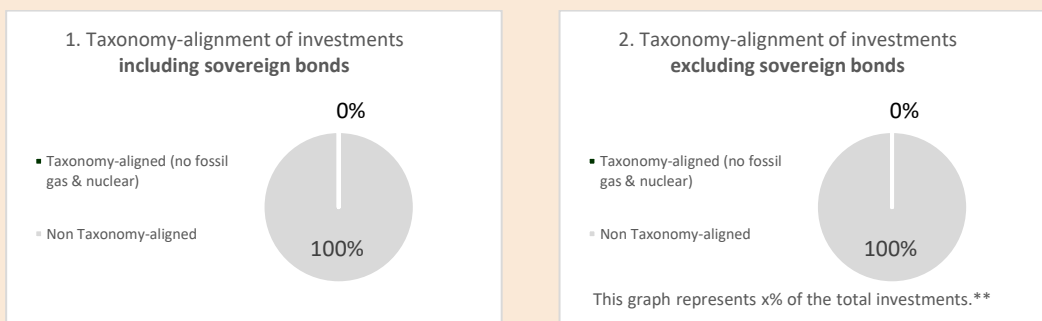 1. Taxonomy-alignment of investments
including sovereign bonds
0%
Taxonomy-aligned (no fossil
gas & nuclear)
Non Taxonomy-aligned
100%
2. Taxonomy-alignment of investments
excluding sovereign bonds
0%
Taxonomy-aligned (no fossil
gas & nuclear)
Non Taxonomy-aligned
100%
This graph represents x% of the total investments.**